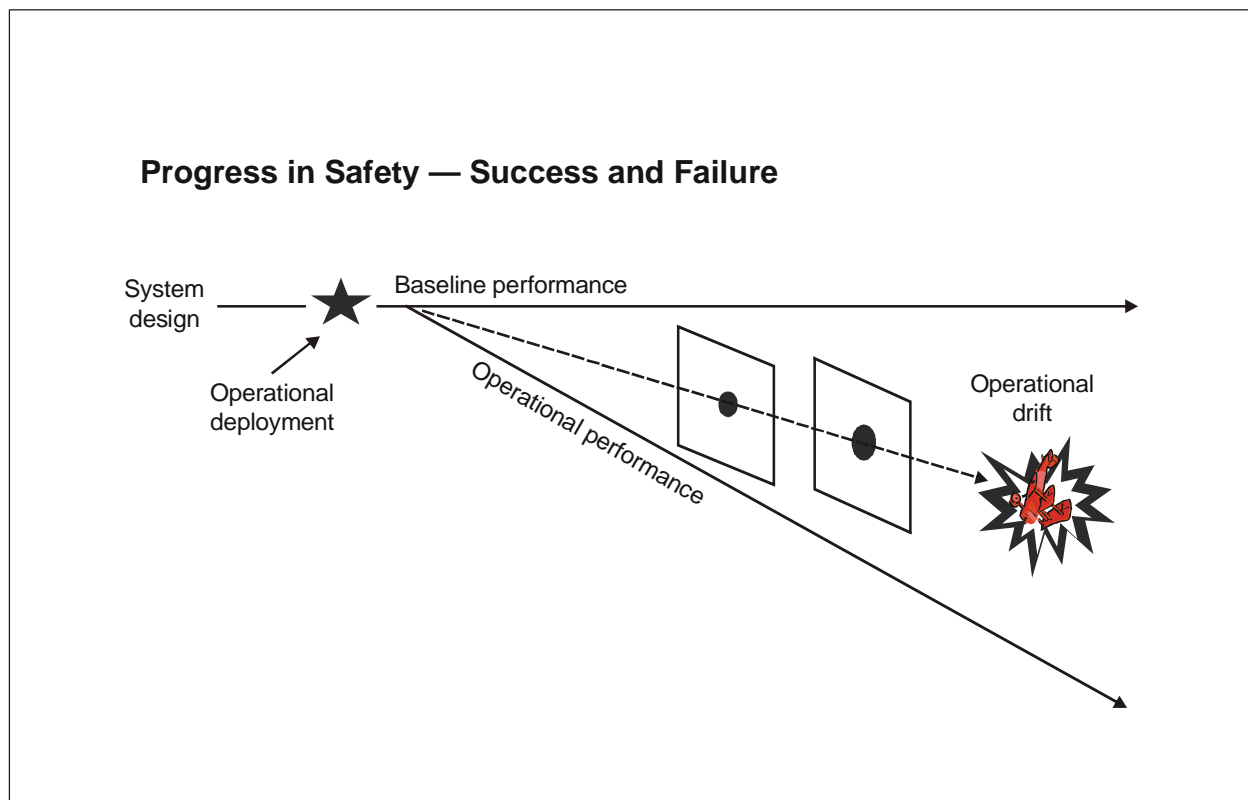 Progress in Safety — Success and Failure
System
design
Baseline performance
Operational
deployment
Operational performance
Operational
drift